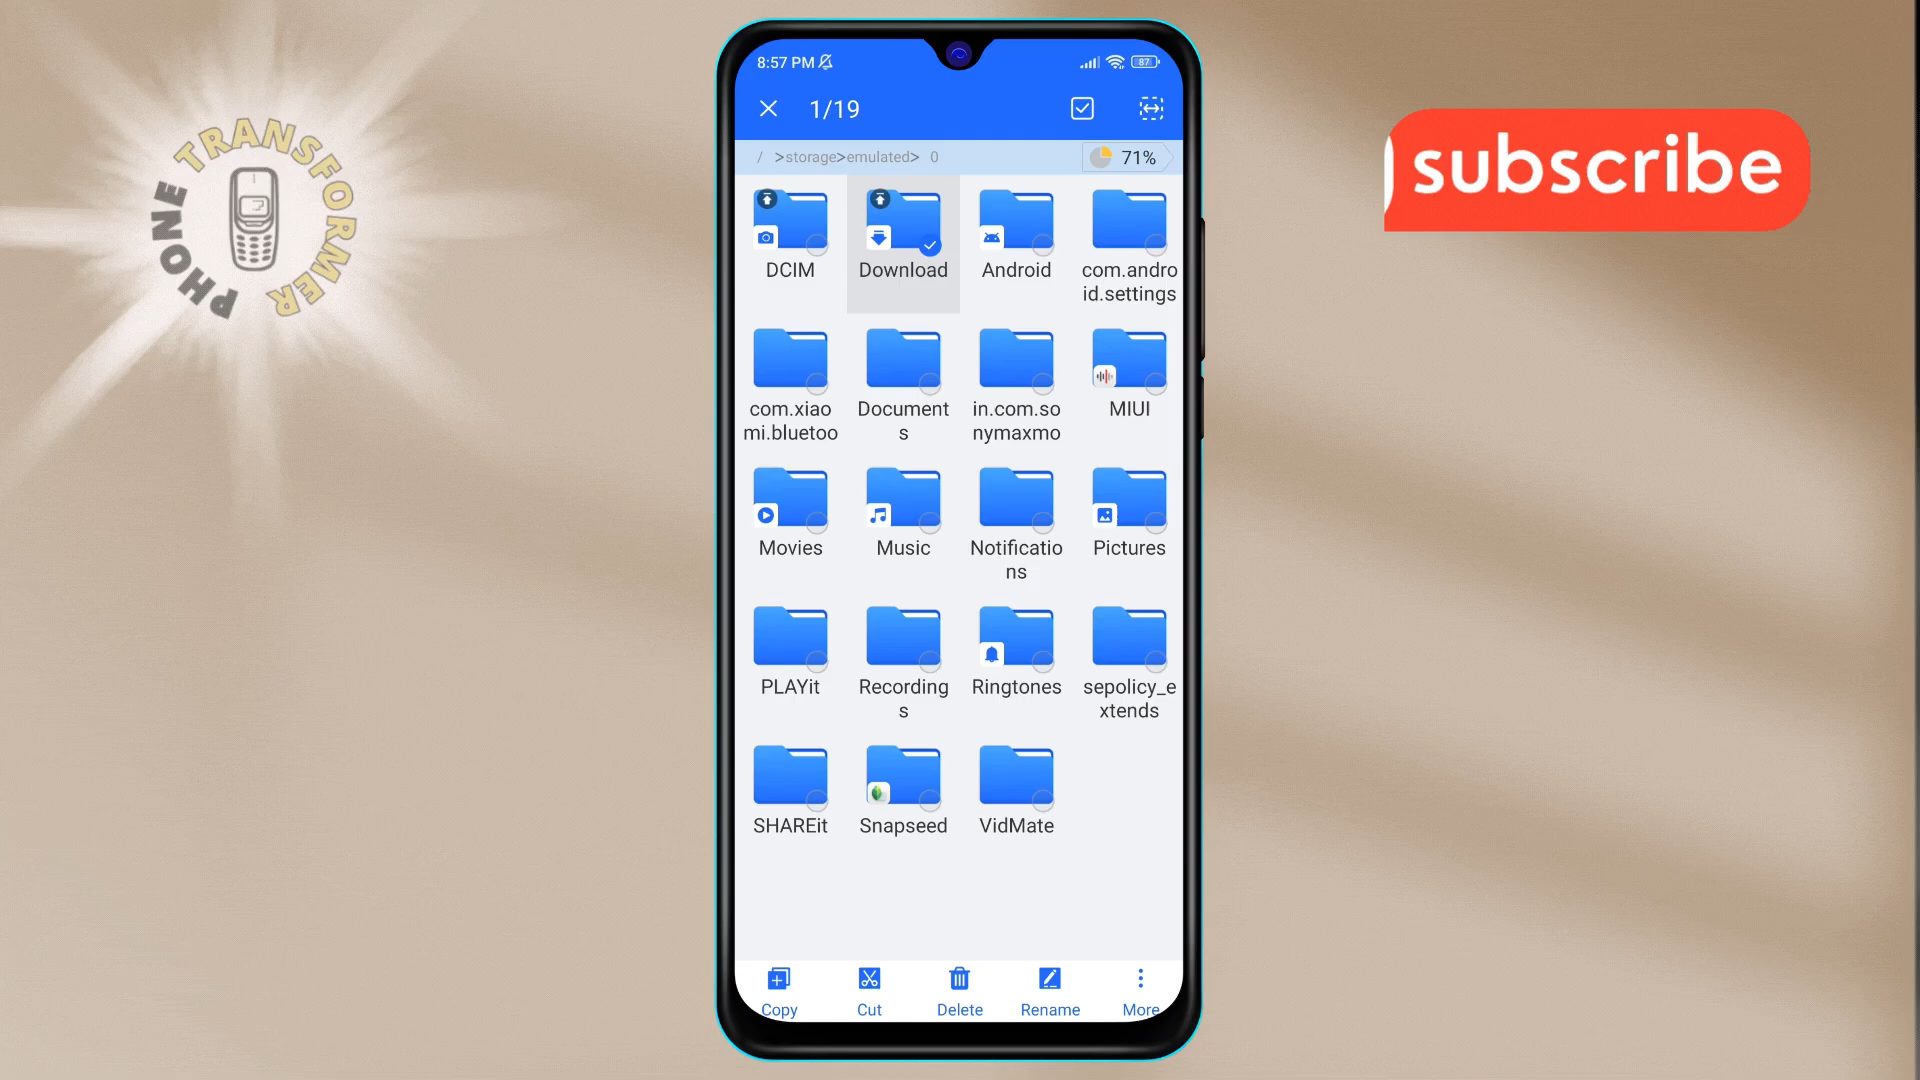 PHONE TRANSFORMER
subscribe
8:57 PM
87
1/19
/ >storage>emulated> 0
71%
DCIM
Download
Android
com.andro
id.settings
com.xiao
mi.bluetoo
Document
s
in.com.so
nymaxmo
MIUI
Movies
Music
Notificatio
ns
Pictures
PLAYit
Recording
s
Ringtones
sepolicy_e
xtends
SHAREit
Snapseed
VidMate
Copy
Cut
Delete
Rename
More